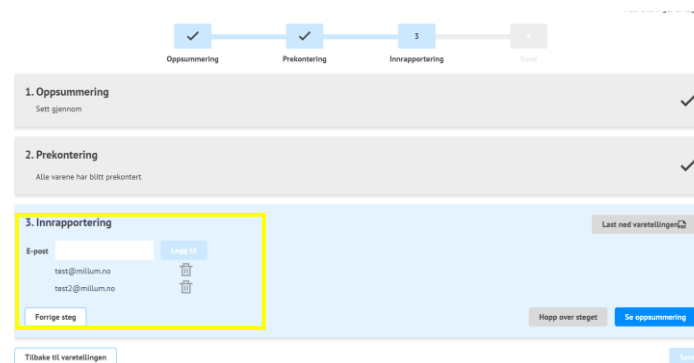 3
4
Oppsummering
Prekontering
Innrapportering
Send
1. Oppsummering
Sett gjennom
2. Prekontering
Alle varene har blitt prekontert
3. Innrapportering
Last ned varetellingen
E-post
Legg til
test@millum.no
test2@millum.no
Forrige steg
Hopp over steget
Se oppsummering
Tilbake til varetellingen